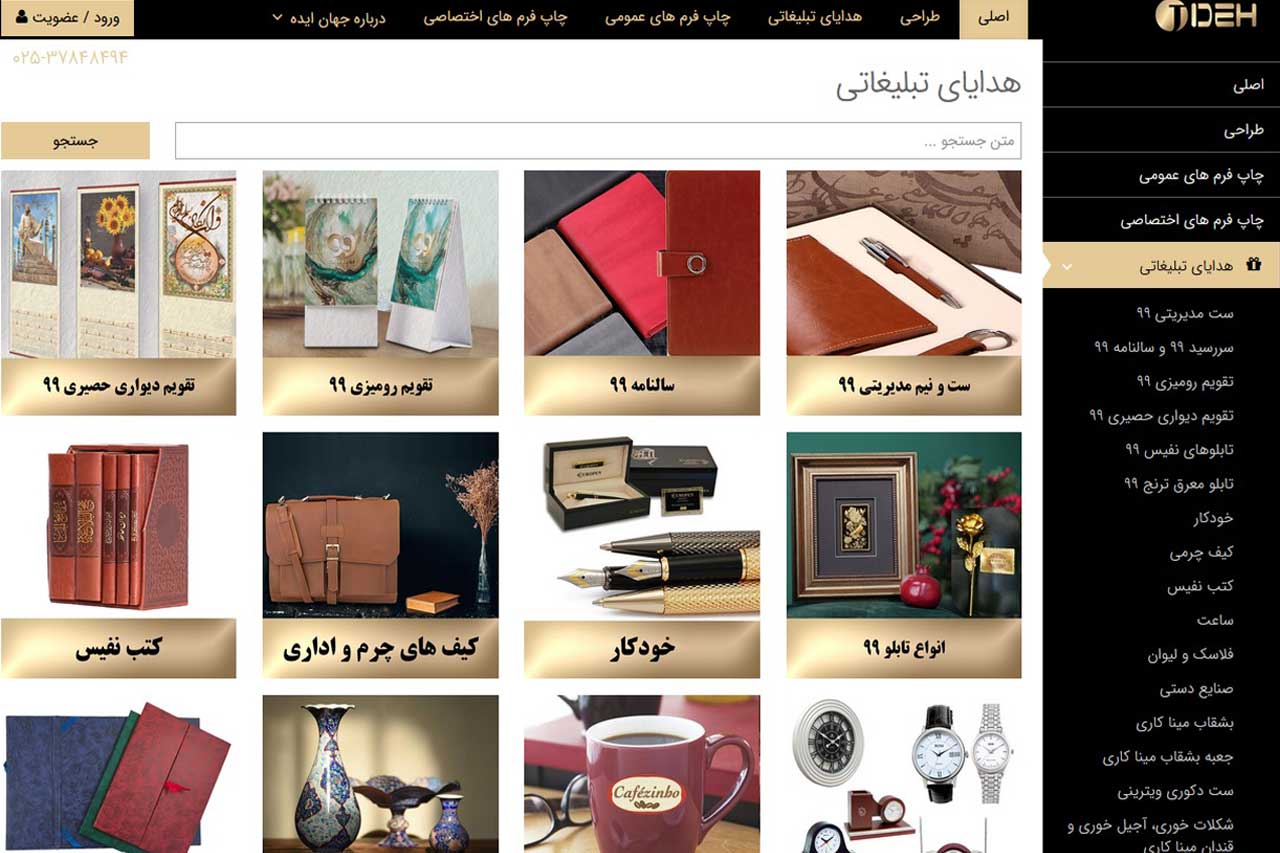 IDEH
اصلی
طراحی
هدایای تبلیغاتی
چاپ فرم های عمومی
چاپ فرم های اختصاصی
درباره جهان ایده
ورود / عضویت
۰۲۵-۳۷۸۴۸۴۹۴
اصلی
طراحی
چاپ فرم های عمومی
چاپ فرم های اختصاصی
هدایای تبلیغاتی
ست مدیریتی ۹۹
سررسید ۹۹ و سالنامه ۹۹
تقویم رومیزی ۹۹
تقویم دیواری حصیری ۹۹
تابلوهای نفیس ۹۹
تابلو معرق ترنج ۹۹
خودکار
کیف چرمی
کتب نفیس
ساعت
فلاسک و لیوان
صنایع دستی
بشقاب مینا کاری
جعبه بشقاب مینا کاری
ست دکوری ویترینی
شکلات خوری، آجیل خوری و
قندان مینا کاری
هدایای تبلیغاتی
متن جستجو ...
جستجو
ست و نیم مدیریتی ۹۹
سالنامه ۹۹
تقویم رومیزی ۹۹
۹۹
۹۹
تقویم دیواری حصیری ۹۹
انواع تابلو ۹۹
خودکار
EUROPEN
کیف های چرم و اداری
کتب نفیس
Cafézinho